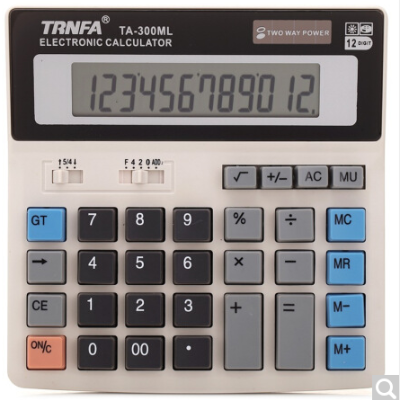 TRNFA® TA-300ML
ELECTRONIC CALCULATOR
TWO WAY POWER
12 DIGIT
123456789012.
↑ 5/4 ↓ F 4 2 0 ADD2
√ +/− AC MU
GT 7 8 9 % ÷ MC
→ 4 5 6 × − MR
CE 1 2 3 + = M−
ON/C 0 00 • M+